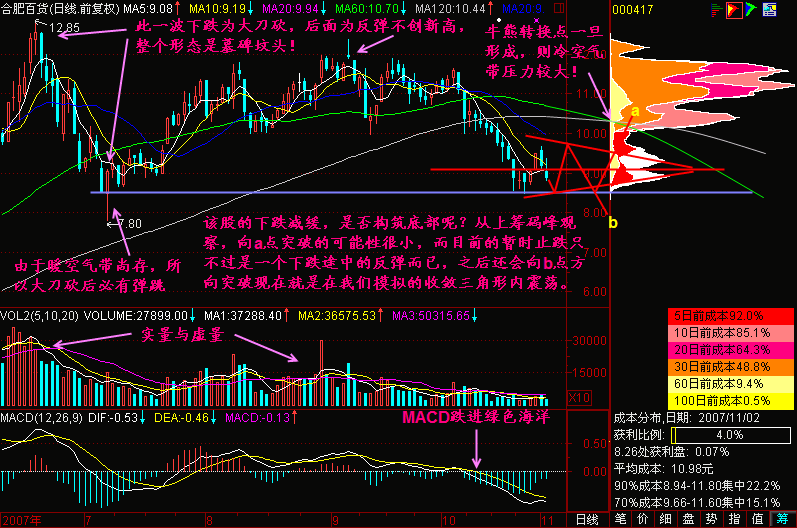 合肥百货(日线.前复权) MA5:9.08↑ MA10:9.19↓ MA20:9.94↓ MA60:10.70↓ MA120:10.44↑ MA20:9
000417
12.85
此一波下跌为大刀砍，后面为反弹不创新高，
整个形态是墓碑坟头！
牛熊转换点一旦
形成，则冷空气
带压力较大！
12.00
11.00
10.00
9.00
8.00
7.00
6.00
a
b
7.80
由于暖空气带尚存，所
以大刀砍后必有弹跳
该股的下跌减缓，是否构筑底部呢？从上筹码峰观
察，向a点突破的可能性很小，而目前的暂时止跌只
不过是一个下跌途中的反弹而已，之后还会向b点方
向突破现在就是在我们模拟的收敛三角形内震荡。
VOL2(5,10,20) VOLUME:27899.00↓ MA1:37288.40↑ MA2:36575.53↑ MA3:50315.65↓
实量与虚量
30000
15000
X10
MACD(12,26,9) DIF:-0.53↓ DEA:-0.46↓ MACD:-0.13↑
MACD跌进绿色海洋
0.50
0.00
5日前成本92.0%
10日前成本85.1%
20日前成本64.3%
30日前成本48.8%
60日前成本9.4%
100日前成本0.5%
成本分布,日期: 2007/11/02
获利比例: 4.0%
8.26处获利盘: 0.07%
平均成本: 10.98元
90%成本8.94-11.80集中22.2%
70%成本9.66-11.60集中15.1%
2007年 7 8 9 10 11 日线
笔 价 细 盘 势 指 值 筹